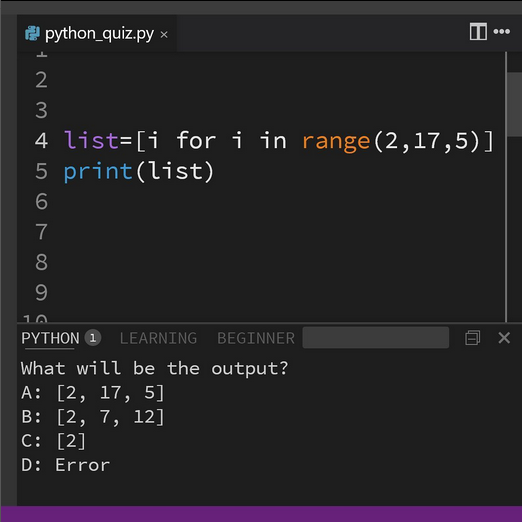 python_quiz.py ×
1
2
3
4 list=[i for i in range(2,17,5)]
5 print(list)
6
7
8
9
10
PYTHON 1 LEARNING BEGINNER
What will be the output?
A: [2, 17, 5]
B: [2, 7, 12]
C: [2]
D: Error